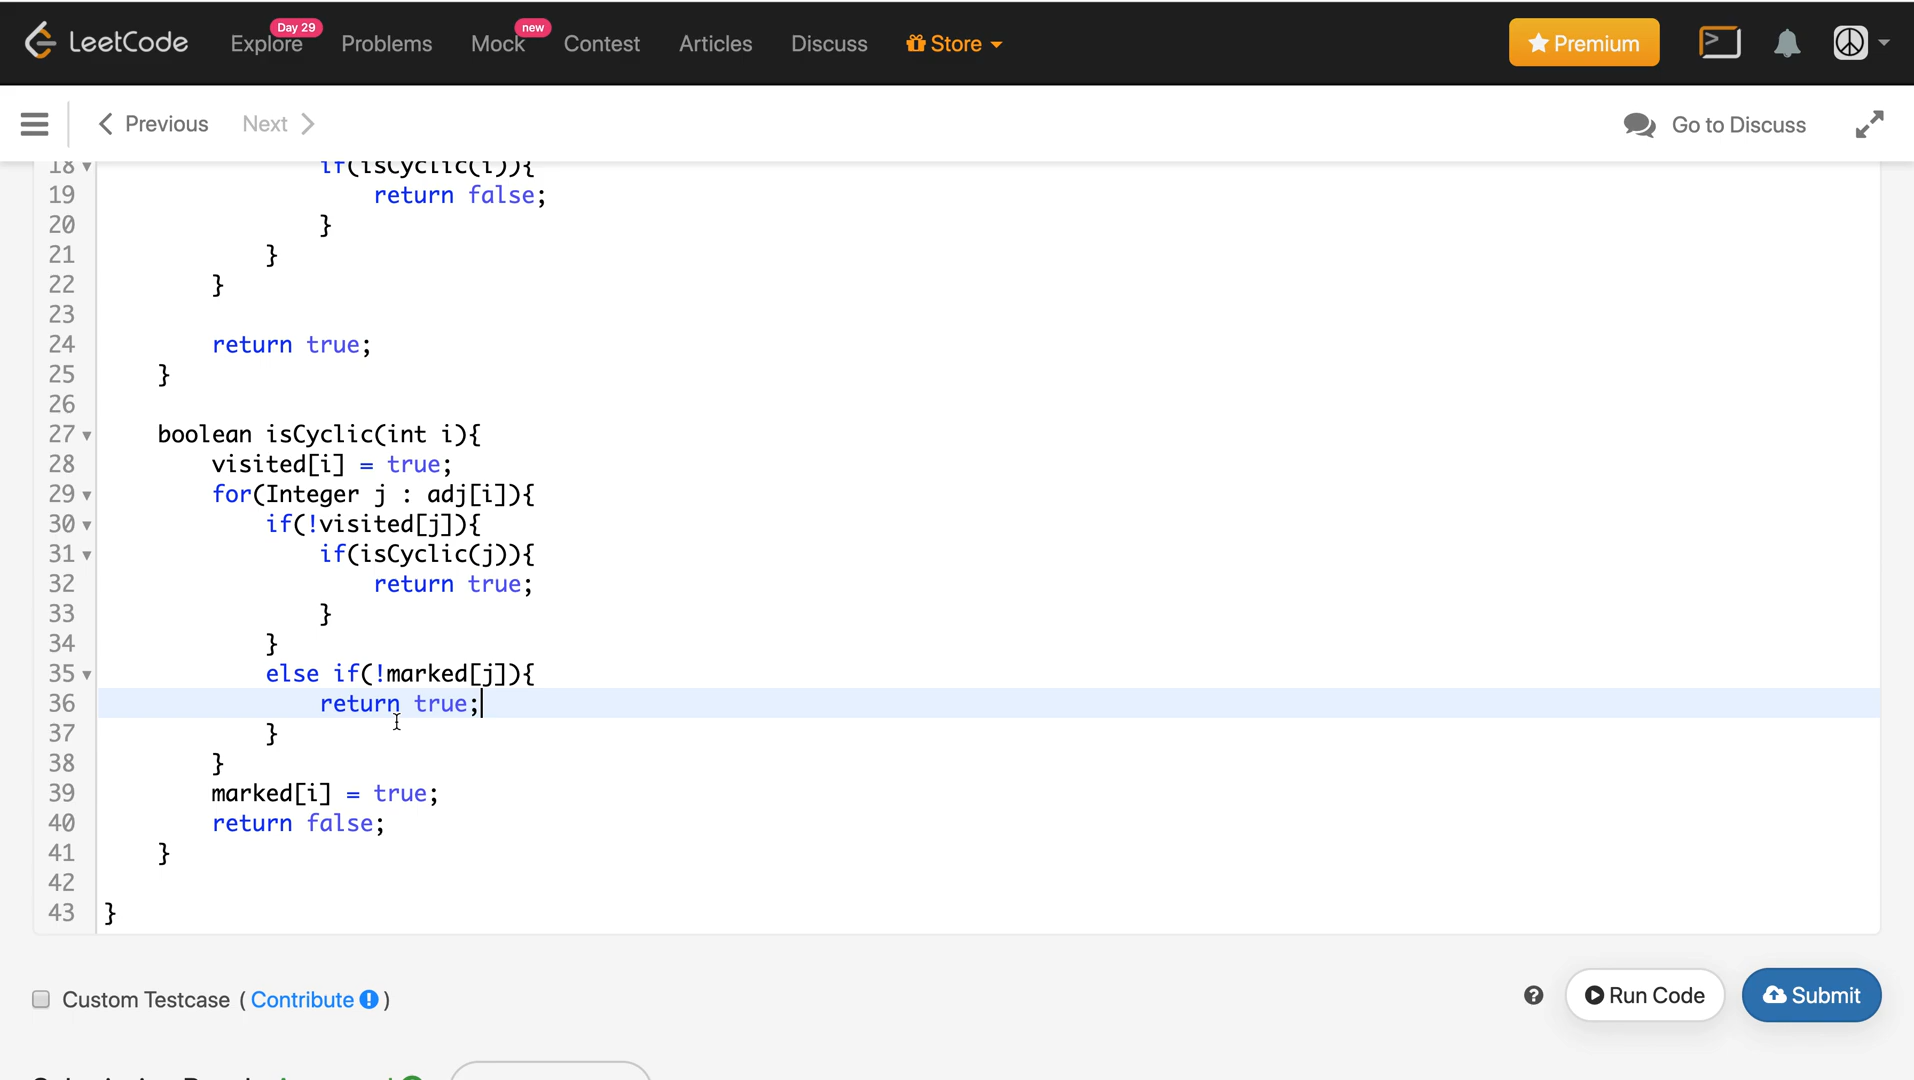 LeetCode Explore Day 29 Problems Mock new Contest Articles Discuss Store Premium
Previous Next Go to Discuss
18 if(isCyclic(i)){
19 return false;
20 }
21 }
22 }
23
24 return true;
25 }
26
27 boolean isCyclic(int i){
28 visited[i] = true;
29 for(Integer j : adj[i]){
30 if(!visited[j]){
31 if(isCyclic(j)){
32 return true;
33 }
34 }
35 else if(!marked[j]){
36 return true;
37 }
38 }
39 marked[i] = true;
40 return false;
41 }
42
43 }
Custom Testcase ( Contribute ) Run Code Submit